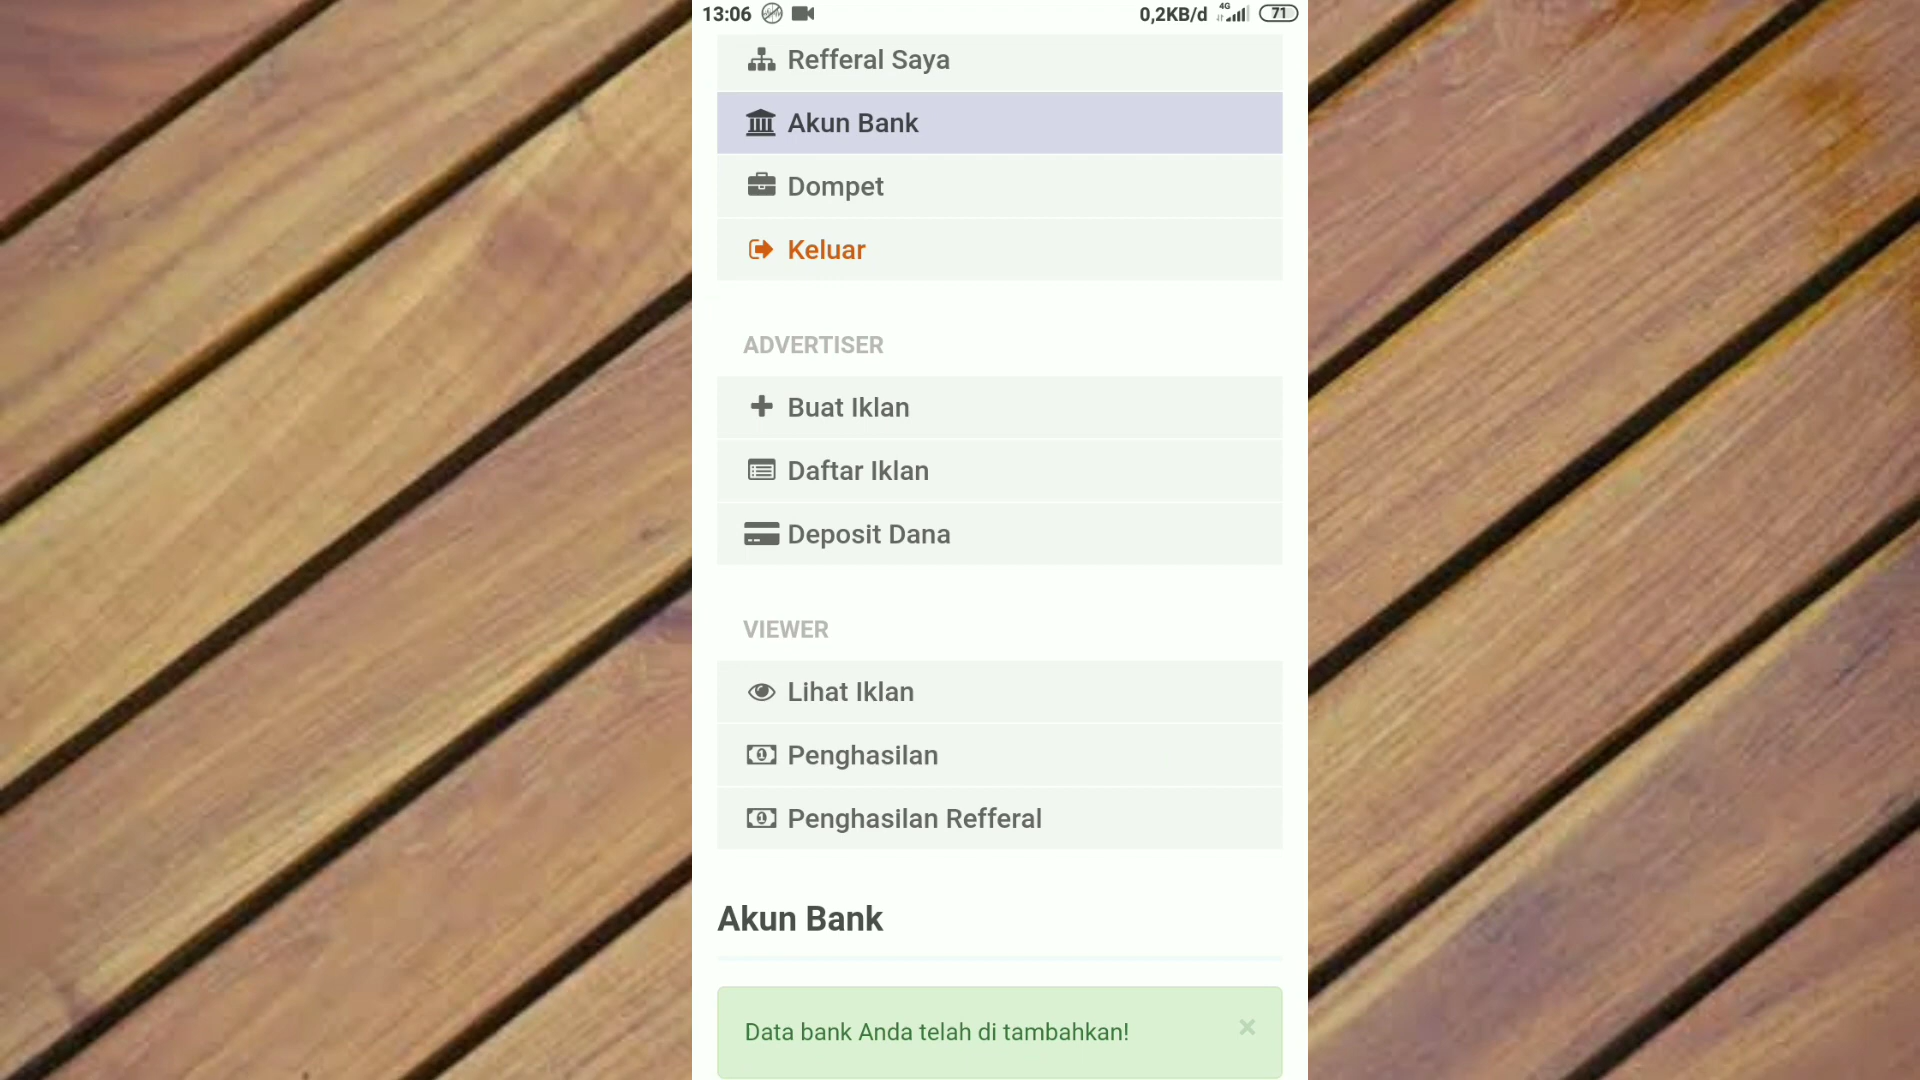 13:06 0,2KB/d 4G 71
Refferal Saya
Akun Bank
Dompet
Keluar
ADVERTISER
Buat Iklan
Daftar Iklan
Deposit Dana
VIEWER
Lihat Iklan
Penghasilan
Penghasilan Refferal
Akun Bank
Data bank Anda telah di tambahkan! ×